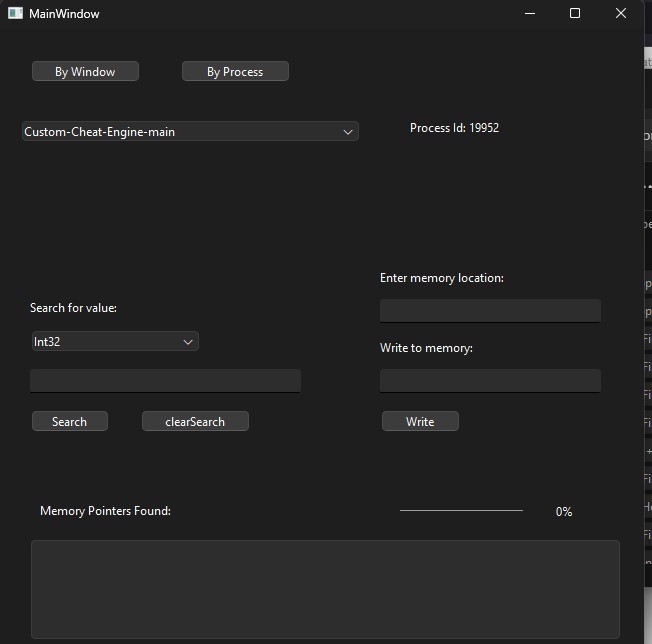 MainWindow
By Window
By Process
Custom-Cheat-Engine-main
Process Id: 19952
Enter memory location:
Search for value:
Int32
Write to memory:
Search
clearSearch
Write
Memory Pointers Found:
0%